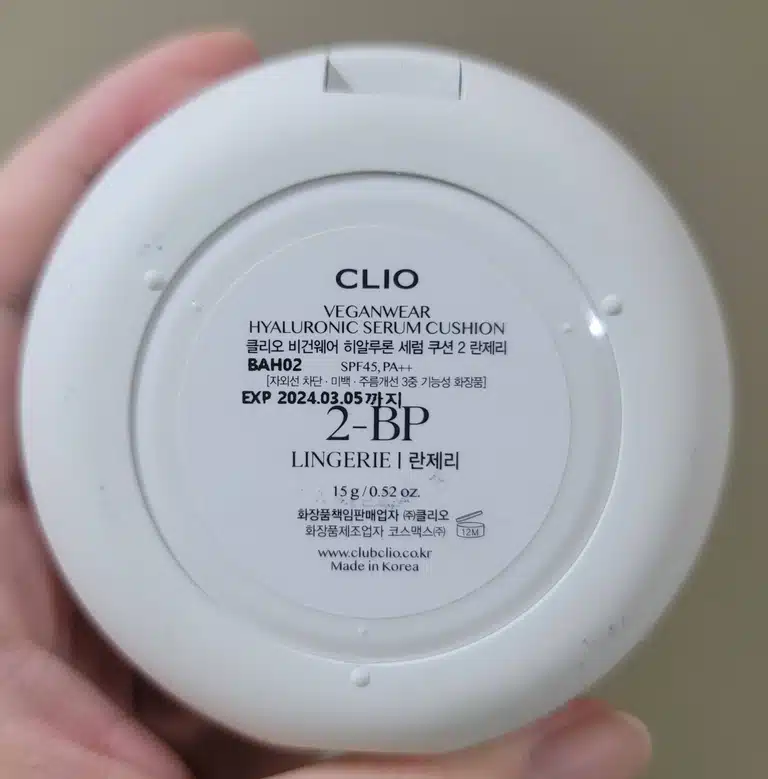 CLIO
VEGANWEAR
HYALURONIC SERUM CUSHION
클리오 비건웨어 히알루론 세럼 쿠션 2 란제리
BAH02 SPF45, PA++
[자외선 차단 · 미백 · 주름개선 3중 기능성 화장품]
EXP 2024.03.05까지
2-BP
LINGERIE | 란제리
15 g / 0.52 oz.
화장품책임판매업자 ㈜클리오
화장품제조업자 코스맥스㈜ 12M
www.clubclio.co.kr
Made in Korea